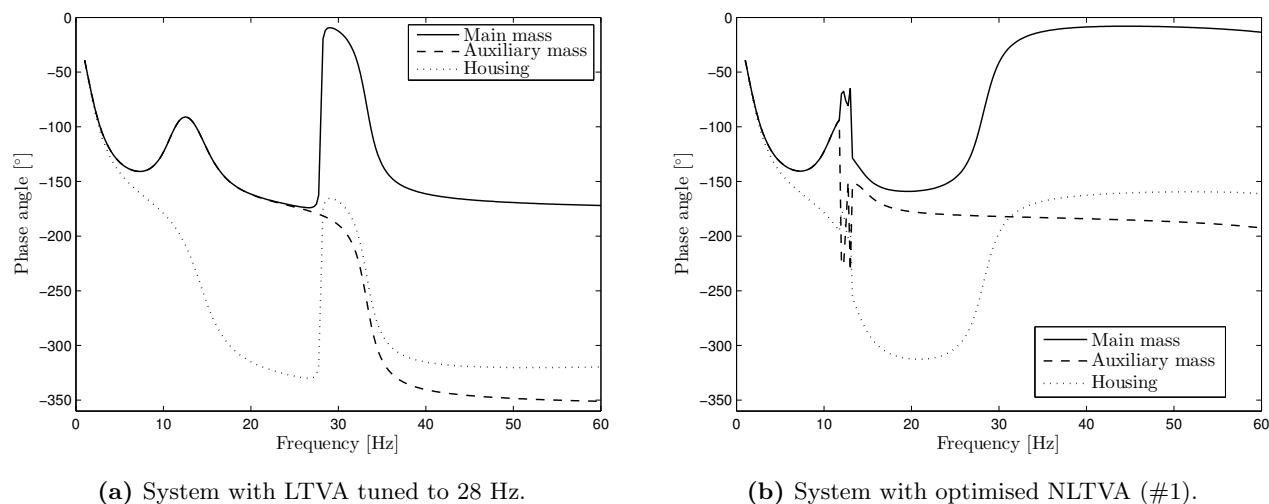 0
−50
−100
−150
−200
−250
−300
−350
Phase angle [°]
0
10
20
30
40
50
60
Frequency [Hz]
Main mass
Auxiliary mass
Housing
(a) System with LTVA tuned to 28 Hz.
0
−50
−100
−150
−200
−250
−300
−350
Phase angle [°]
0
10
20
30
40
50
60
Frequency [Hz]
Main mass
Auxiliary mass
Housing
(b) System with optimised NLTVA (#1).